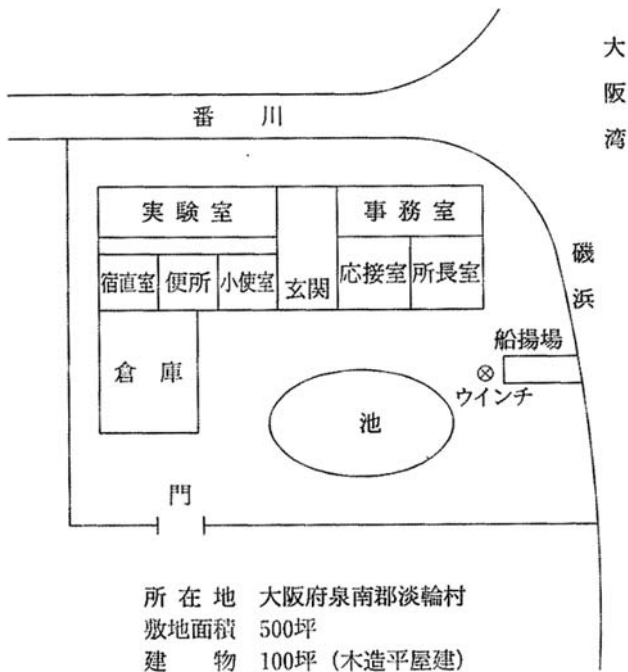 大阪湾
番川
実験室
事務室
宿直室
便所
小使室
玄関
応接室
所長室
磯浜
船揚場
ウインチ
倉庫
池
門
所在地 大阪府泉南郡淡輪村
敷地面積 500坪
建物 100坪 (木造平屋建)